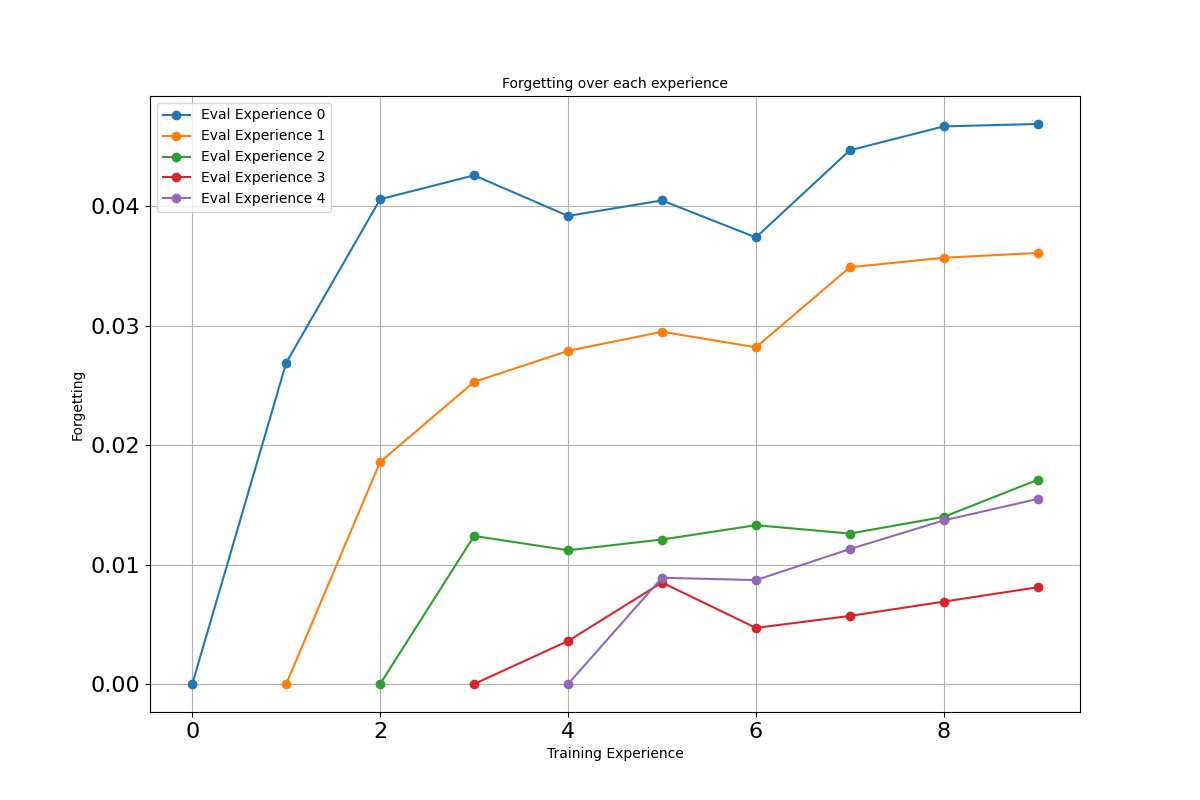 Forgetting over each experience
Eval Experience 0
Eval Experience 1
Eval Experience 2
Eval Experience 3
Eval Experience 4
0.04
0.03
0.02
0.01
0.00
Forgetting
0 2 4 6 8
Training Experience